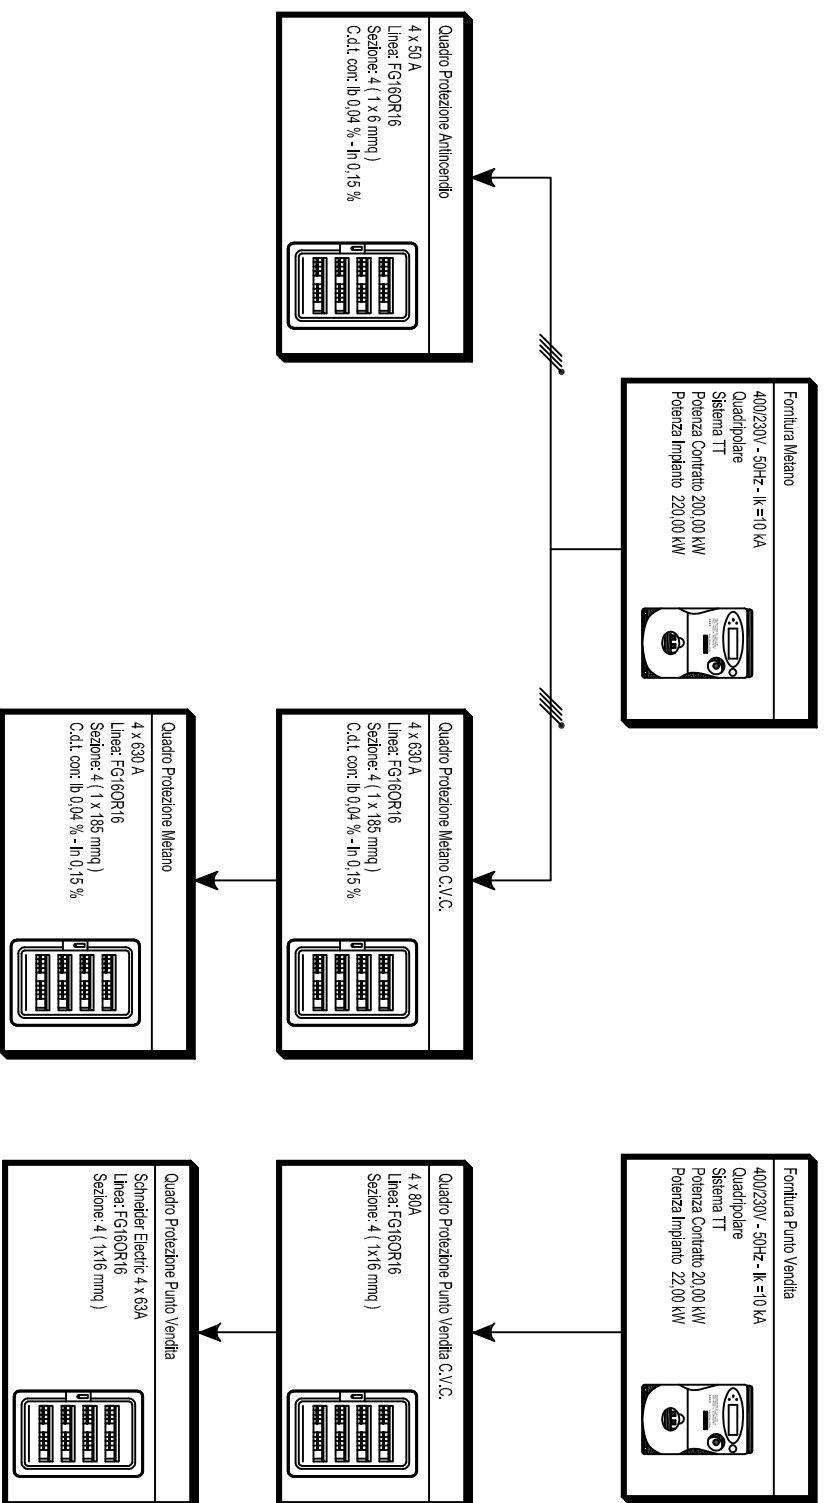 Fornitura Metano
400/230V - 50Hz - Ik =10 kA
Quadripolare
Sistema TT
Potenza Contratto 200,00 kW
Potenza Impianto 220,00 kW
Fornitura Punto Vendita
400/230V - 50Hz - Ik =10 kA
Quadripolare
Sistema TT
Potenza Contratto 20,00 kW
Potenza Impianto 22,00 kW
Quadro Protezione Antincendio
4 x 50 A
Linea: FG16OR16
Sezione: 4 ( 1 x 6 mmq )
C.d.t. con: Ib 0,04 % - In 0,15 %
Quadro Protezione Metano C.V.C.
4 x 630 A
Linea: FG16OR16
Sezione: 4 ( 1 x 185 mmq )
C.d.t. con: Ib 0,04 % - In 0,15 %
Quadro Protezione Punto Vendita C.V.C.
4 x 80A
Linea: FG16OR16
Sezione: 4 ( 1x16 mmq )
Quadro Protezione Metano
4 x 630 A
Linea: FG16OR16
Sezione: 4 ( 1 x 185 mmq )
C.d.t. con: Ib 0,04 % - In 0,15 %
Quadro Protezione Punto Vendita
Schneider Electric 4 x 63A
Linea: FG16OR16
Sezione: 4 ( 1x16 mmq )